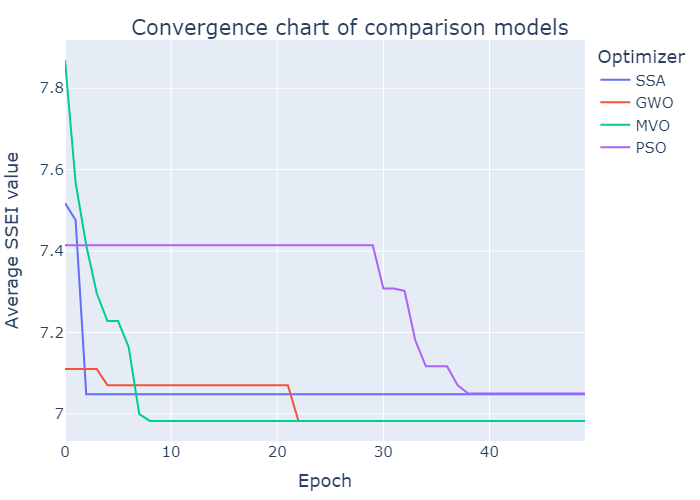 Convergence chart of comparison models
Optimizer
SSA
GWO
MVO
PSO
Average SSEI value
7.8
7.6
7.4
7.2
7
0
10
20
30
40
Epoch